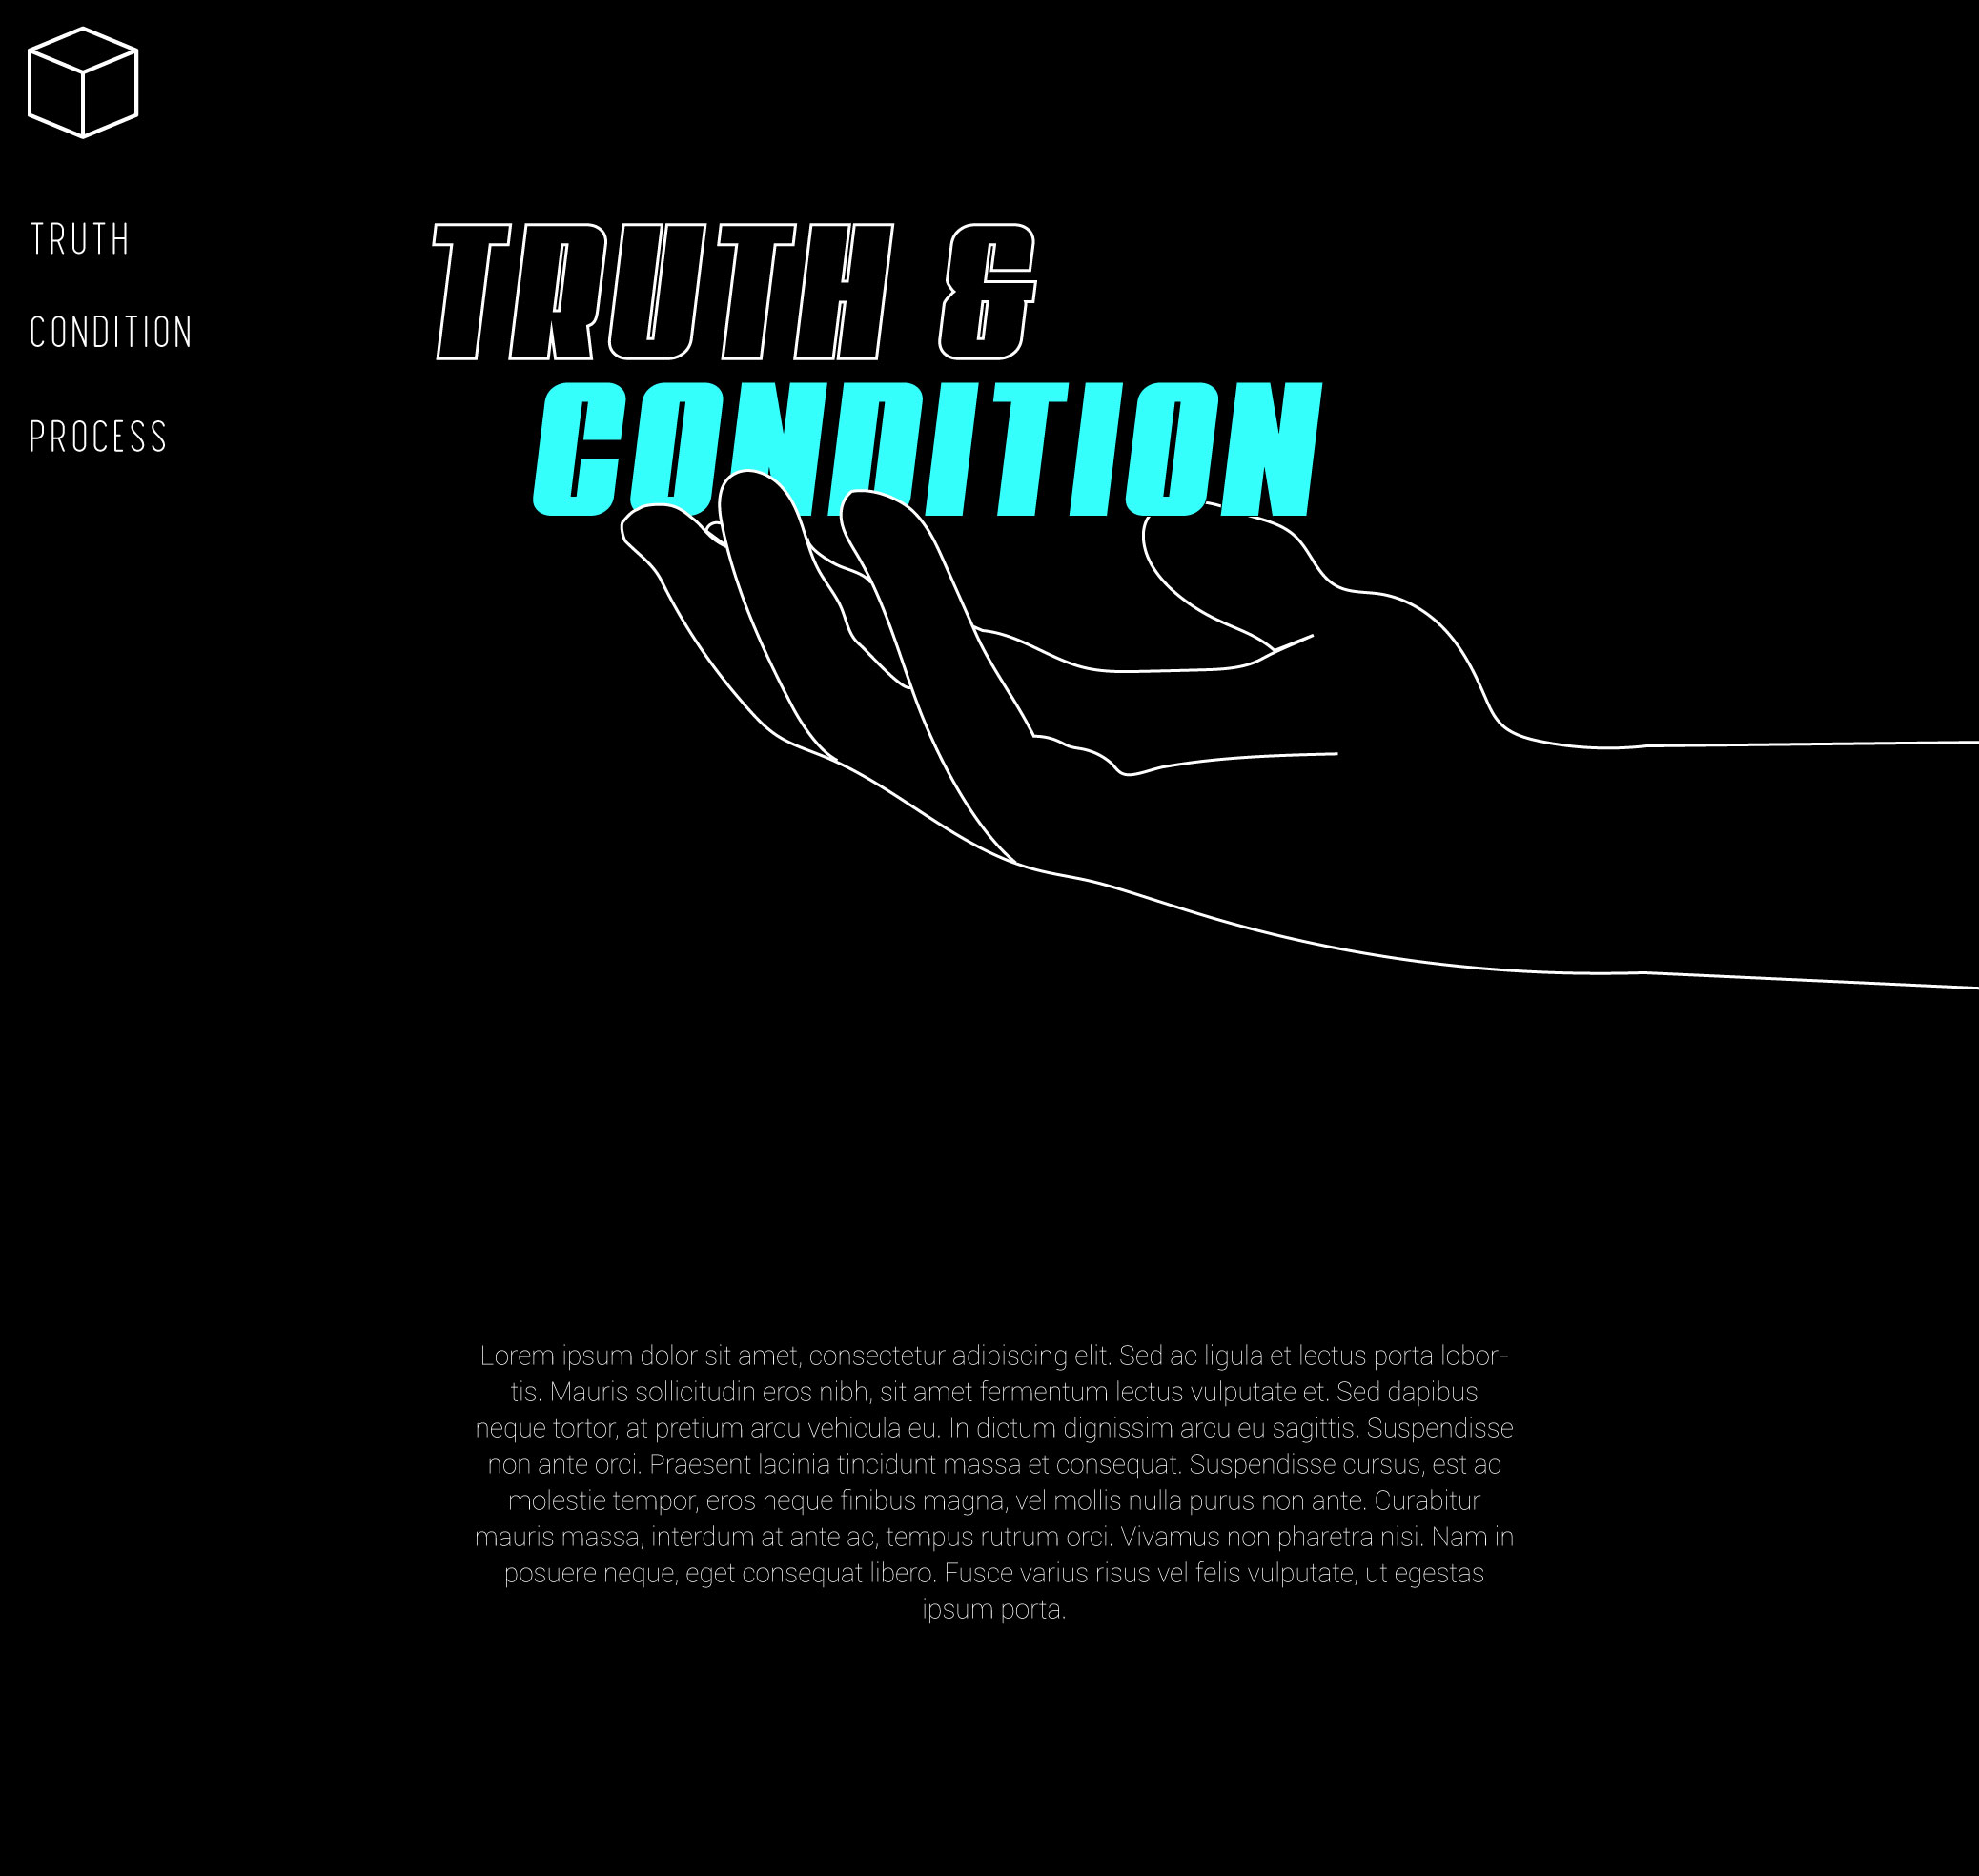 TRUTH
CONDITION
PROCESS
TRUTH &
CONDITION
Lorem ipsum dolor sit amet, consectetur adipiscing elit. Sed ac ligula et lectus porta lobor-
tis. Mauris sollicitudin eros nibh, sit amet fermentum lectus vulputate et. Sed dapibus
neque tortor, at pretium arcu vehicula eu. In dictum dignissim arcu eu sagittis. Suspendisse
non ante orci. Praesent lacinia tincidunt massa et consequat. Suspendisse cursus, est ac
molestie tempor, eros neque finibus magna, vel mollis nulla purus non ante. Curabitur
mauris massa, interdum at ante ac, tempus rutrum orci. Vivamus non pharetra nisi. Nam in
posuere neque, eget consequat libero. Fusce varius risus vel felis vulputate, ut egestas
ipsum porta.